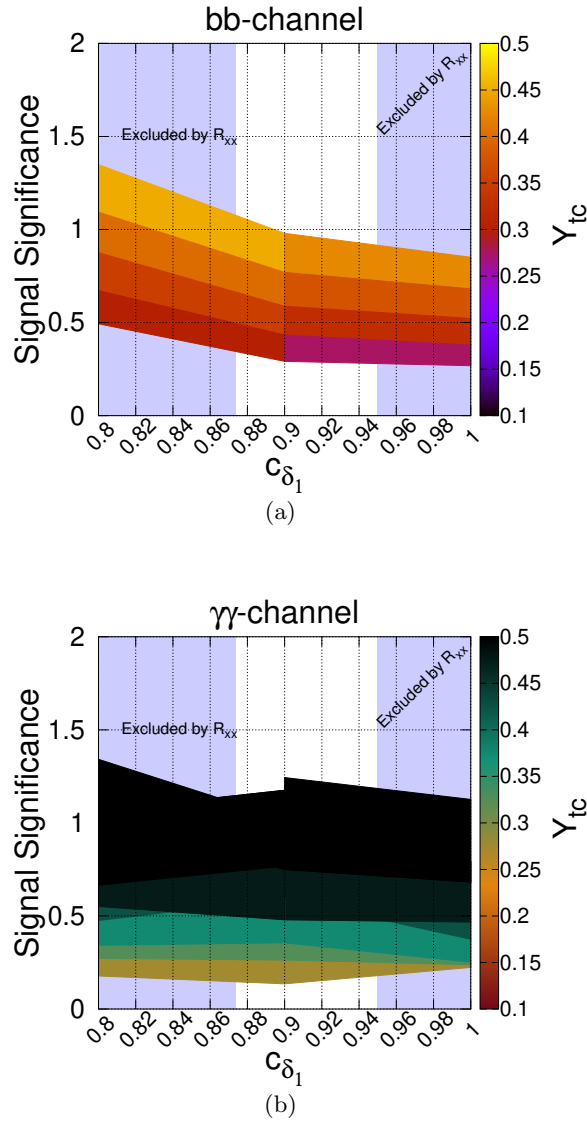 bb-channel
2
1.5
1
0.5
0
Signal Significance
Excluded by R_xx
Excluded by R_xx
0.8 0.82 0.84 0.86 0.88 0.9 0.92 0.94 0.96 0.98 1
c_δ₁
0.5
0.45
0.4
0.35
0.3
0.25
0.2
0.15
0.1
Y_tc
(a)
γγ-channel
2
1.5
1
0.5
0
Signal Significance
Excluded by R_xx
Excluded by R_xx
0.8 0.82 0.84 0.86 0.88 0.9 0.92 0.94 0.96 0.98 1
c_δ₁
0.5
0.45
0.4
0.35
0.3
0.25
0.2
0.15
0.1
Y_tc
(b)